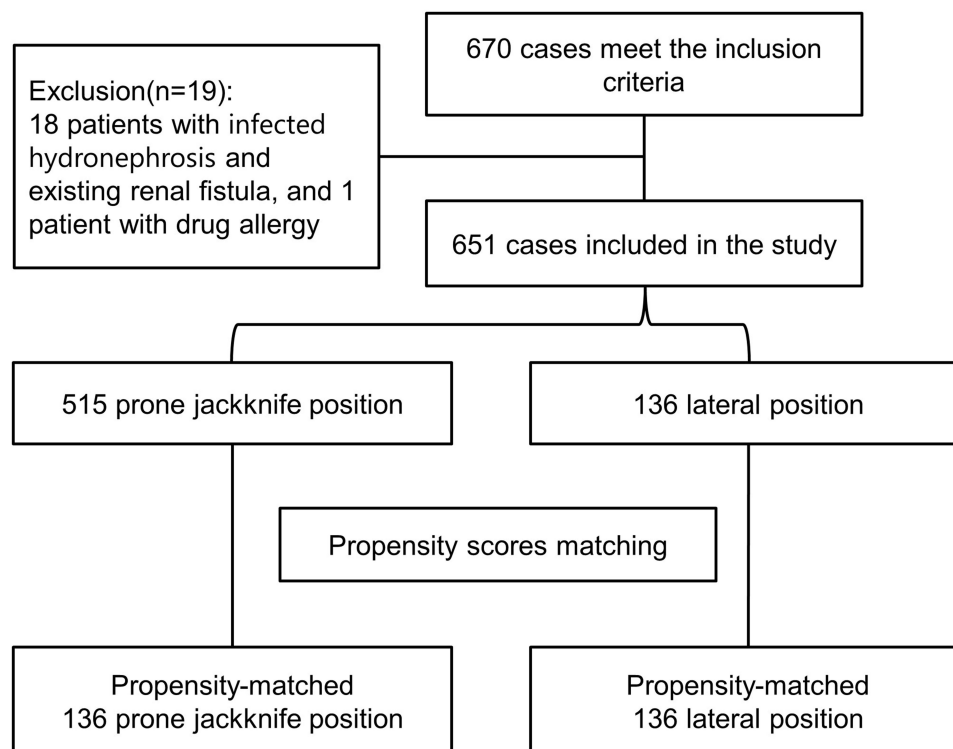 670 cases meet the inclusion
criteria
Exclusion(n=19):
18 patients with infected
hydronephrosis and
existing renal fistula, and 1
patient with drug allergy
651 cases included in the study
515 prone jackknife position
136 lateral position
Propensity scores matching
Propensity-matched
136 prone jackknife position
Propensity-matched
136 lateral position